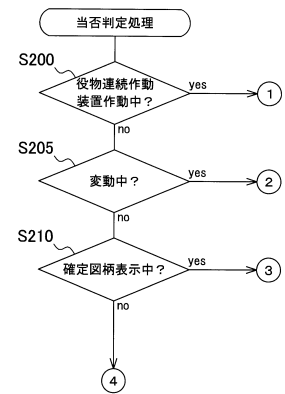 当否判定処理
S200
役物連続作動
装置作動中？
yes
1
no
S205
変動中？
yes
2
no
S210
確定図柄表示中？
yes
3
no
4